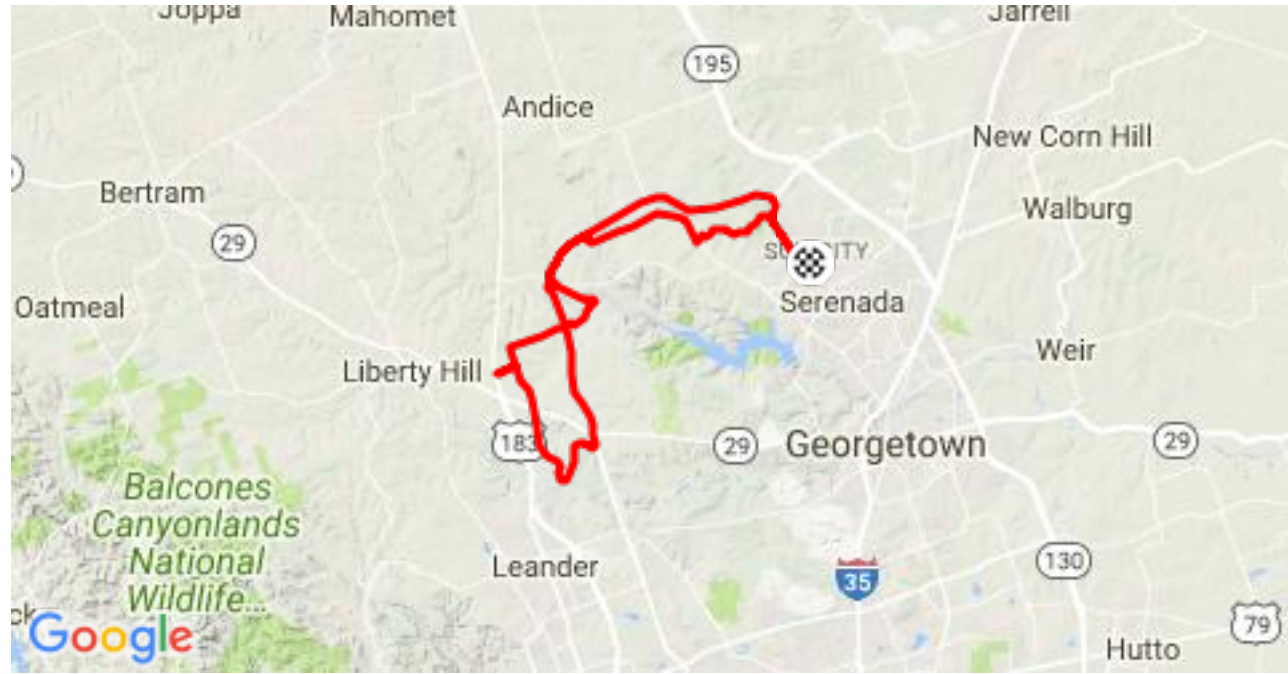 Joppa
Mahomet
Jarrell
195
Andice
New Corn Hill
Bertram
Walburg
29
CITY
Oatmeal
Serenada
Weir
Liberty Hill
183
29
Georgetown
29
Balcones
Canyonlands
National
Wildlife...
Leander
130
35
Google
79
Hutto